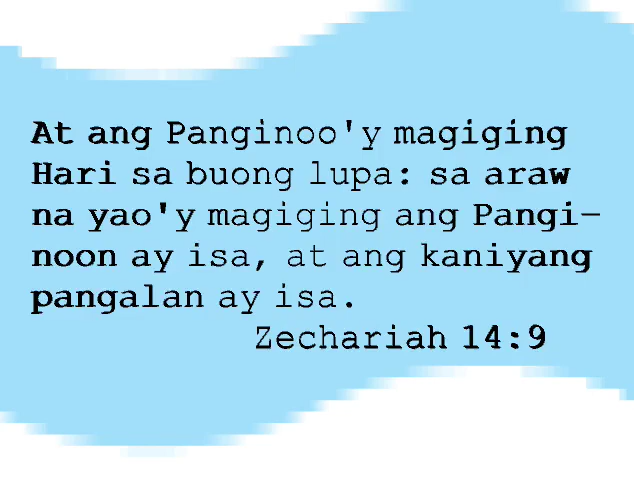 At ang Panginoo'y magiging
Hari sa buong lupa: sa araw
na yao'y magiging ang Pangi-
noon ay isa, at ang kaniyang
pangalan ay isa.
Zechariah 14:9